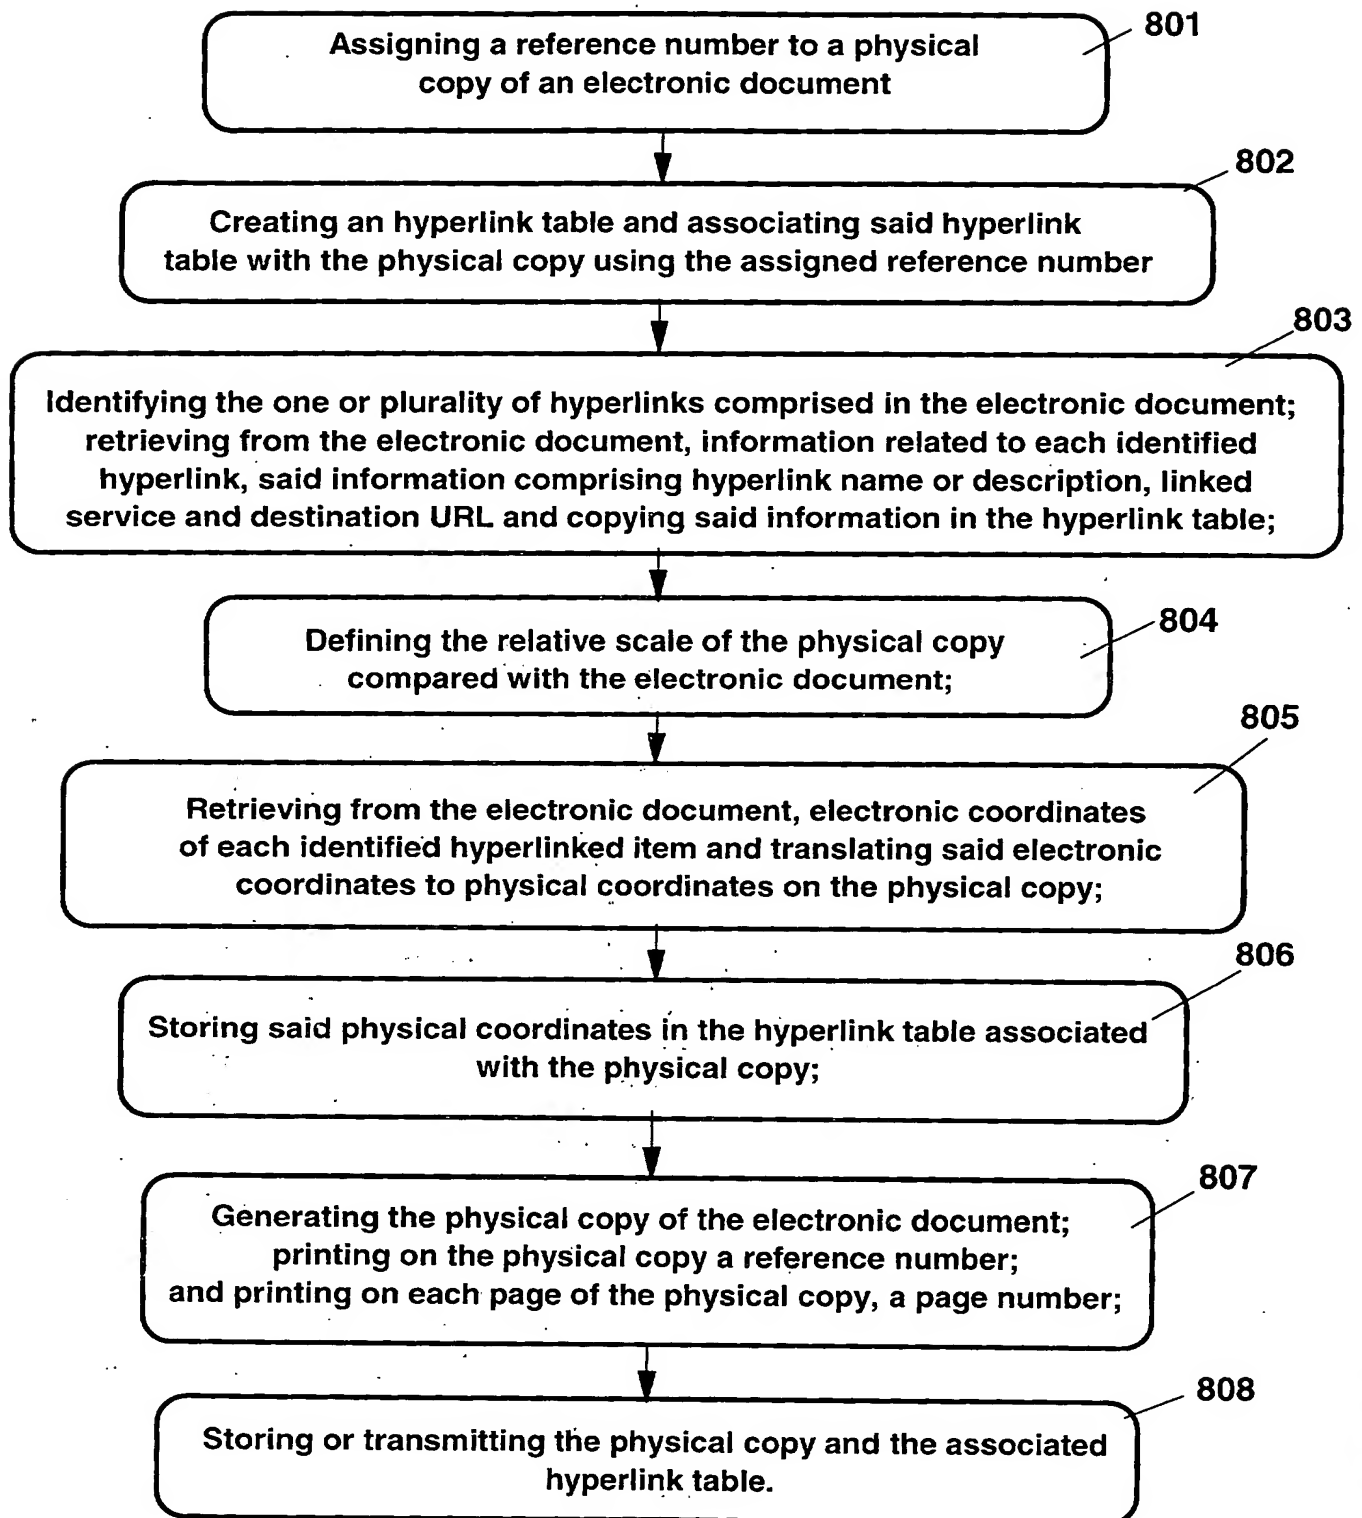 801
Assigning a reference number to a physical
copy of an electronic document
802
Creating an hyperlink table and associating said hyperlink
table with the physical copy using the assigned reference number
803
Identifying the one or plurality of hyperlinks comprised in the electronic document;
retrieving from the electronic document, information related to each identified
hyperlink, said information comprising hyperlink name or description, linked
service and destination URL and copying said information in the hyperlink table;
804
Defining the relative scale of the physical copy
compared with the electronic document;
805
Retrieving from the electronic document, electronic coordinates
of each identified hyperlinked item and translating said electronic
coordinates to physical coordinates on the physical copy;
806
Storing said physical coordinates in the hyperlink table associated
with the physical copy;
807
Generating the physical copy of the electronic document;
printing on the physical copy a reference number;
and printing on each page of the physical copy, a page number;
808
Storing or transmitting the physical copy and the associated
hyperlink table.